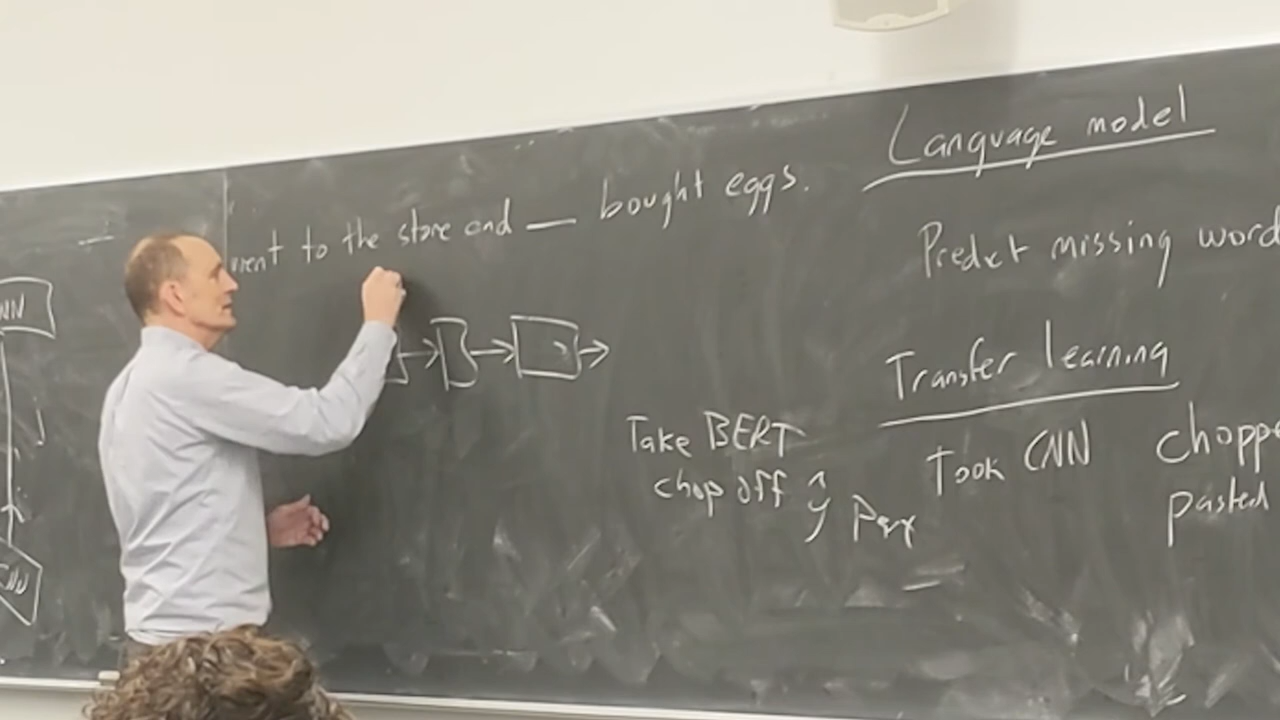 went to the store and __ bought eggs.
Language model
Predict missing word
Transfer learning
Take BERT
chop off ŷ
Took CNN
pasted